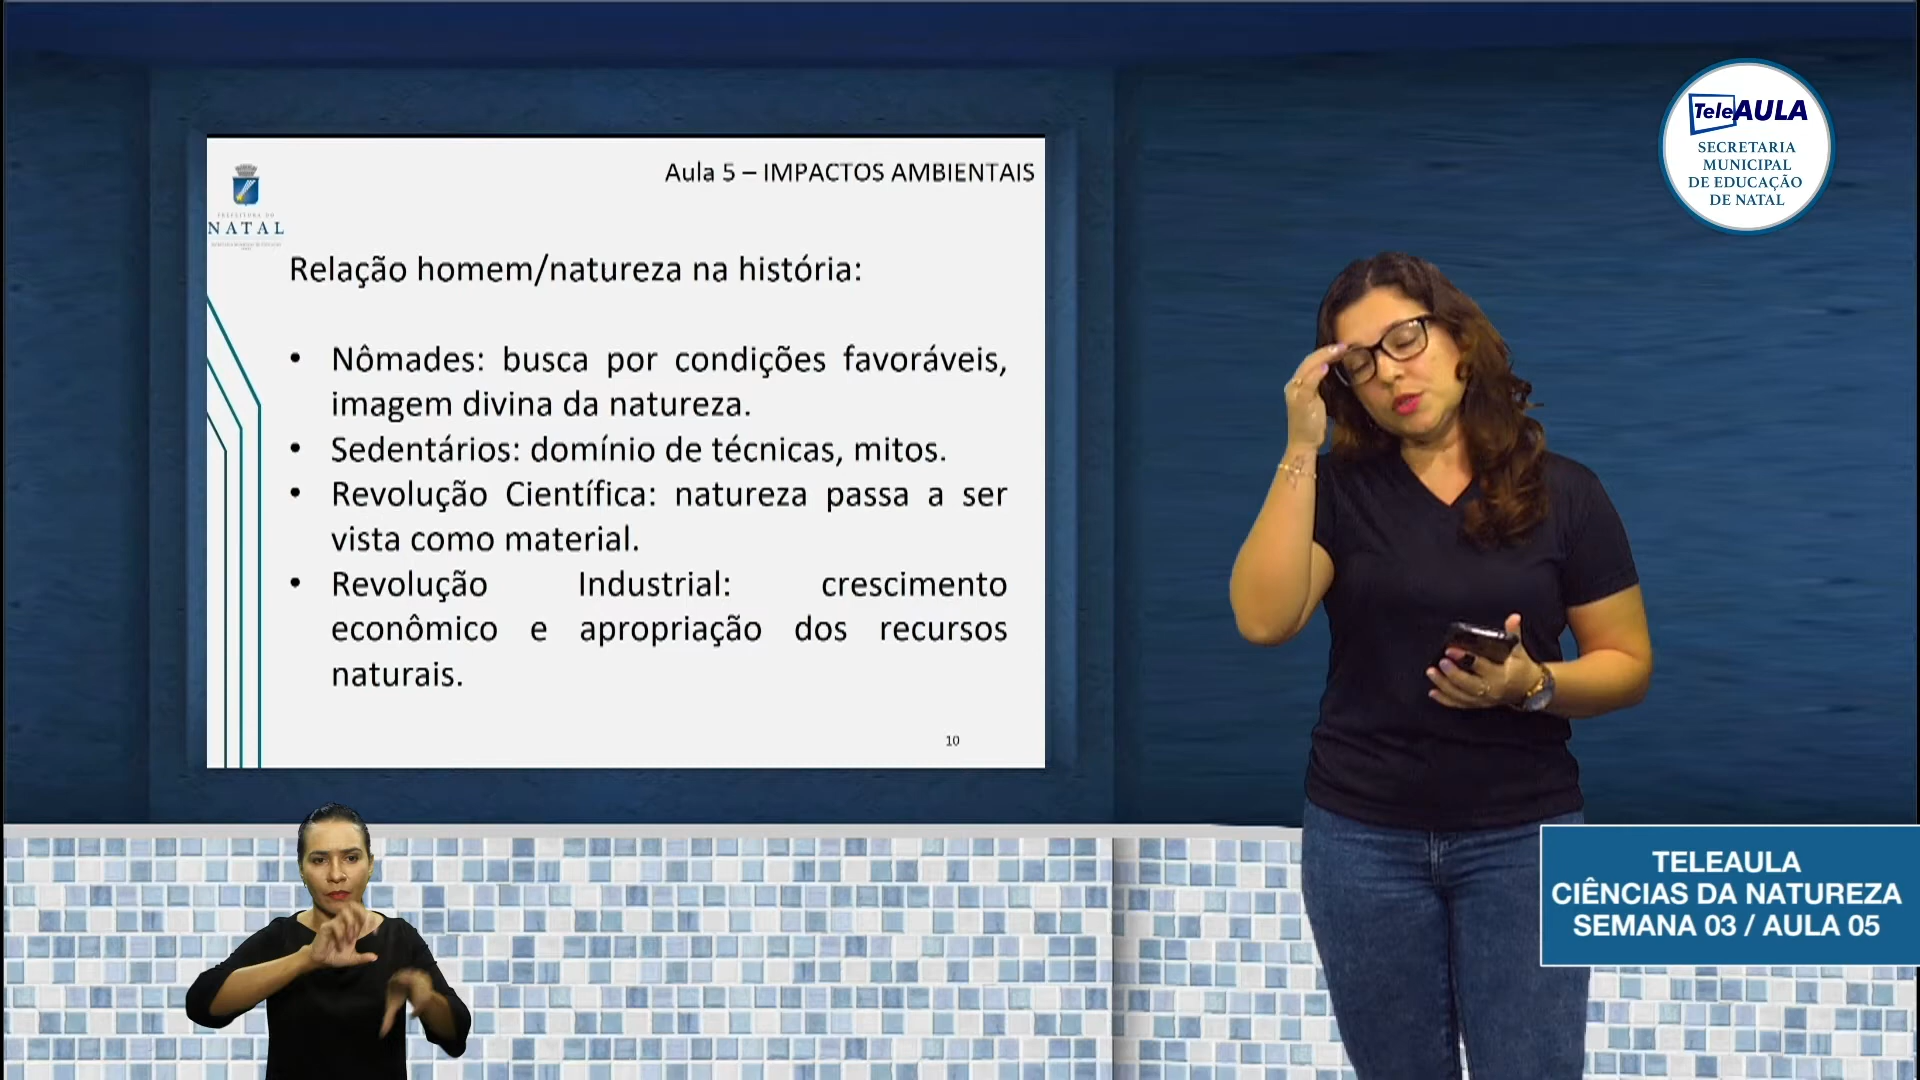 TeleAULA
SECRETARIA
MUNICIPAL
DE EDUCAÇÃO
DE NATAL
Aula 5 – IMPACTOS AMBIENTAIS
PREFEITURA DO
NATAL
Relação homem/natureza na história:
• Nômades: busca por condições favoráveis,
imagem divina da natureza.
• Sedentários: domínio de técnicas, mitos.
• Revolução Científica: natureza passa a ser
vista como material.
• Revolução Industrial: crescimento
econômico e apropriação dos recursos
naturais.
10
TELEAULA
CIÊNCIAS DA NATUREZA
SEMANA 03 / AULA 05